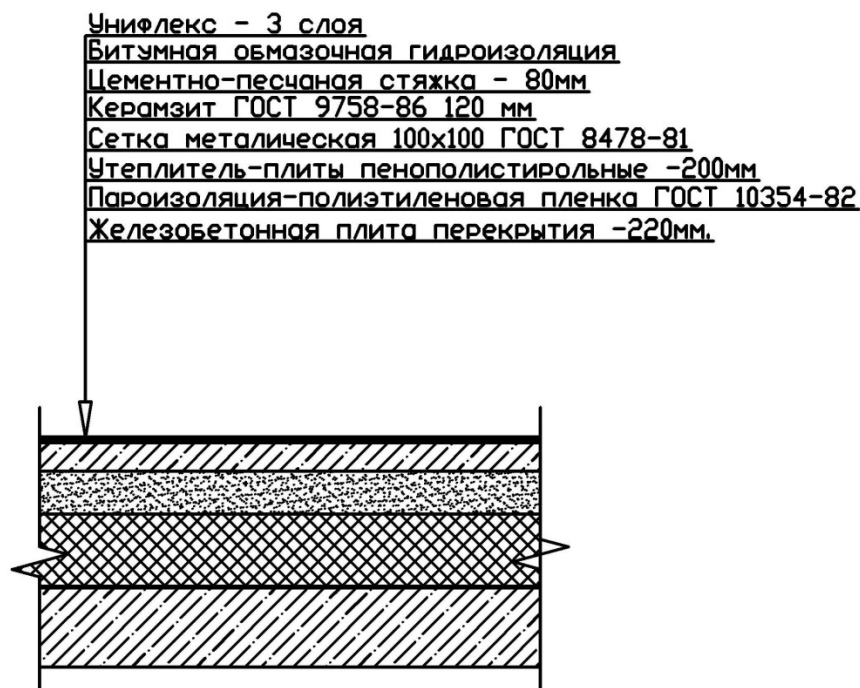 Унифлекс - 3 слоя
Битумная обмазочная гидроизоляция
Цементно-песчаная стяжка - 80мм
Керамзит ГОСТ 9758-86 120 мм
Сетка металическая 100х100 ГОСТ 8478-81
Утеплитель-плиты пенополистирольные -200мм
Пароизоляция-полиэтиленовая пленка ГОСТ 10354-82
Железобетонная плита перекрытия -220мм.